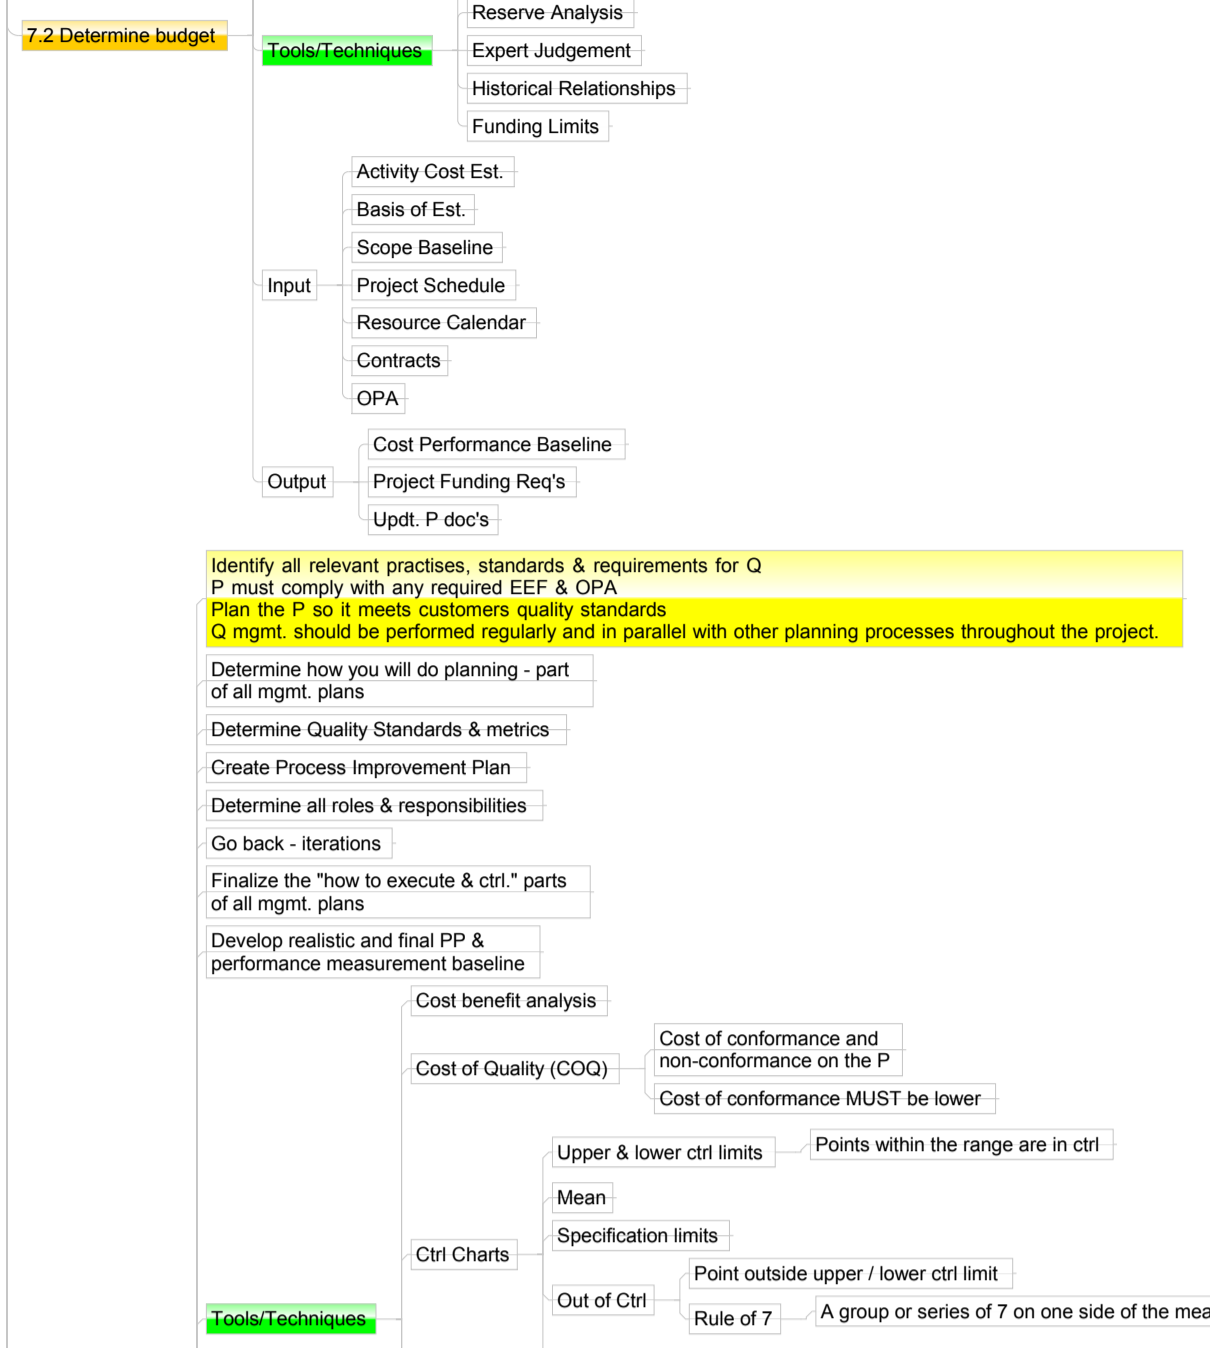 Reserve Analysis
7.2 Determine budget
Tools/Techniques
Expert Judgement
Historical Relationships
Funding Limits
Activity Cost Est.
Basis of Est.
Scope Baseline
Input
Project Schedule
Resource Calendar
Contracts
OPA
Cost Performance Baseline
Output
Project Funding Req's
Updt. P doc's
Identify all relevant practises, standards & requirements for Q
P must comply with any required EEF & OPA
Plan the P so it meets customers quality standards
Q mgmt. should be performed regularly and in parallel with other planning processes throughout the project.
Determine how you will do planning - part
of all mgmt. plans
Determine Quality Standards & metrics
Create Process Improvement Plan
Determine all roles & responsibilities
Go back - iterations
Finalize the "how to execute & ctrl." parts
of all mgmt. plans
Develop realistic and final PP &
performance measurement baseline
Cost benefit analysis
Cost of Quality (COQ)
Cost of conformance and
non-conformance on the P
Cost of conformance MUST be lower
Upper & lower ctrl limits
Points within the range are in ctrl
Mean
Specification limits
Ctrl Charts
Out of Ctrl
Point outside upper / lower ctrl limit
Rule of 7
A group or series of 7 on one side of the mea
Tools/Techniques